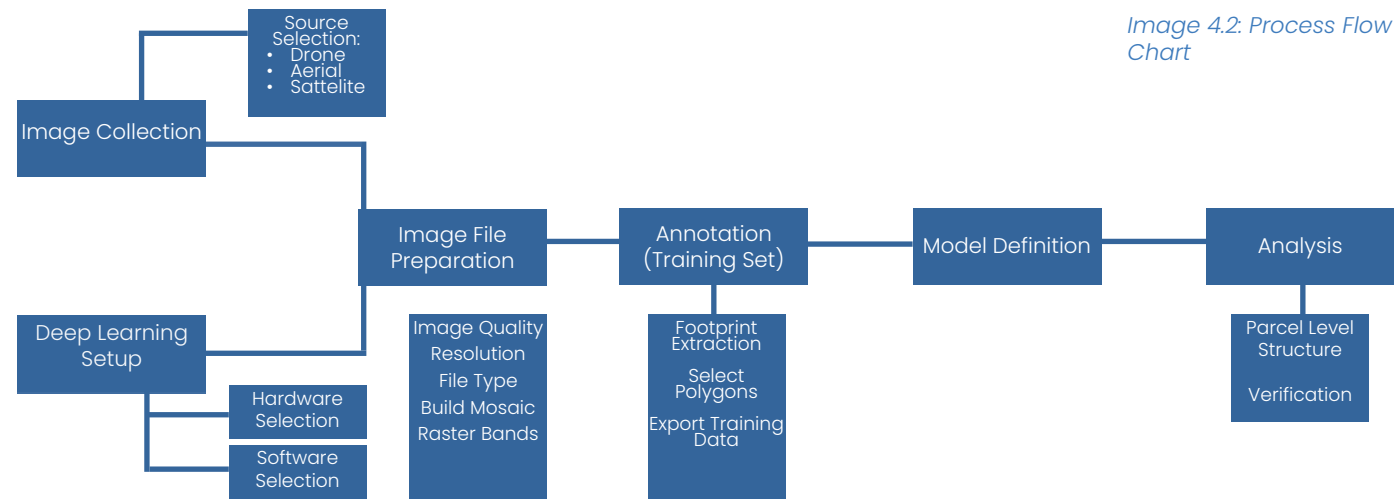 Source
Selection:
• Drone
• Aerial
• Sattelite
Image 4.2: Process Flow
Chart
Image Collection
Image File
Preparation
Annotation
(Training Set)
Model Definition
Analysis
Deep Learning
Setup
Hardware
Selection
Software
Selection
Image Quality
Resolution
File Type
Build Mosaic
Raster Bands
Footprint
Extraction
Select
Polygons
Export Training
Data
Parcel Level
Structure
Verification